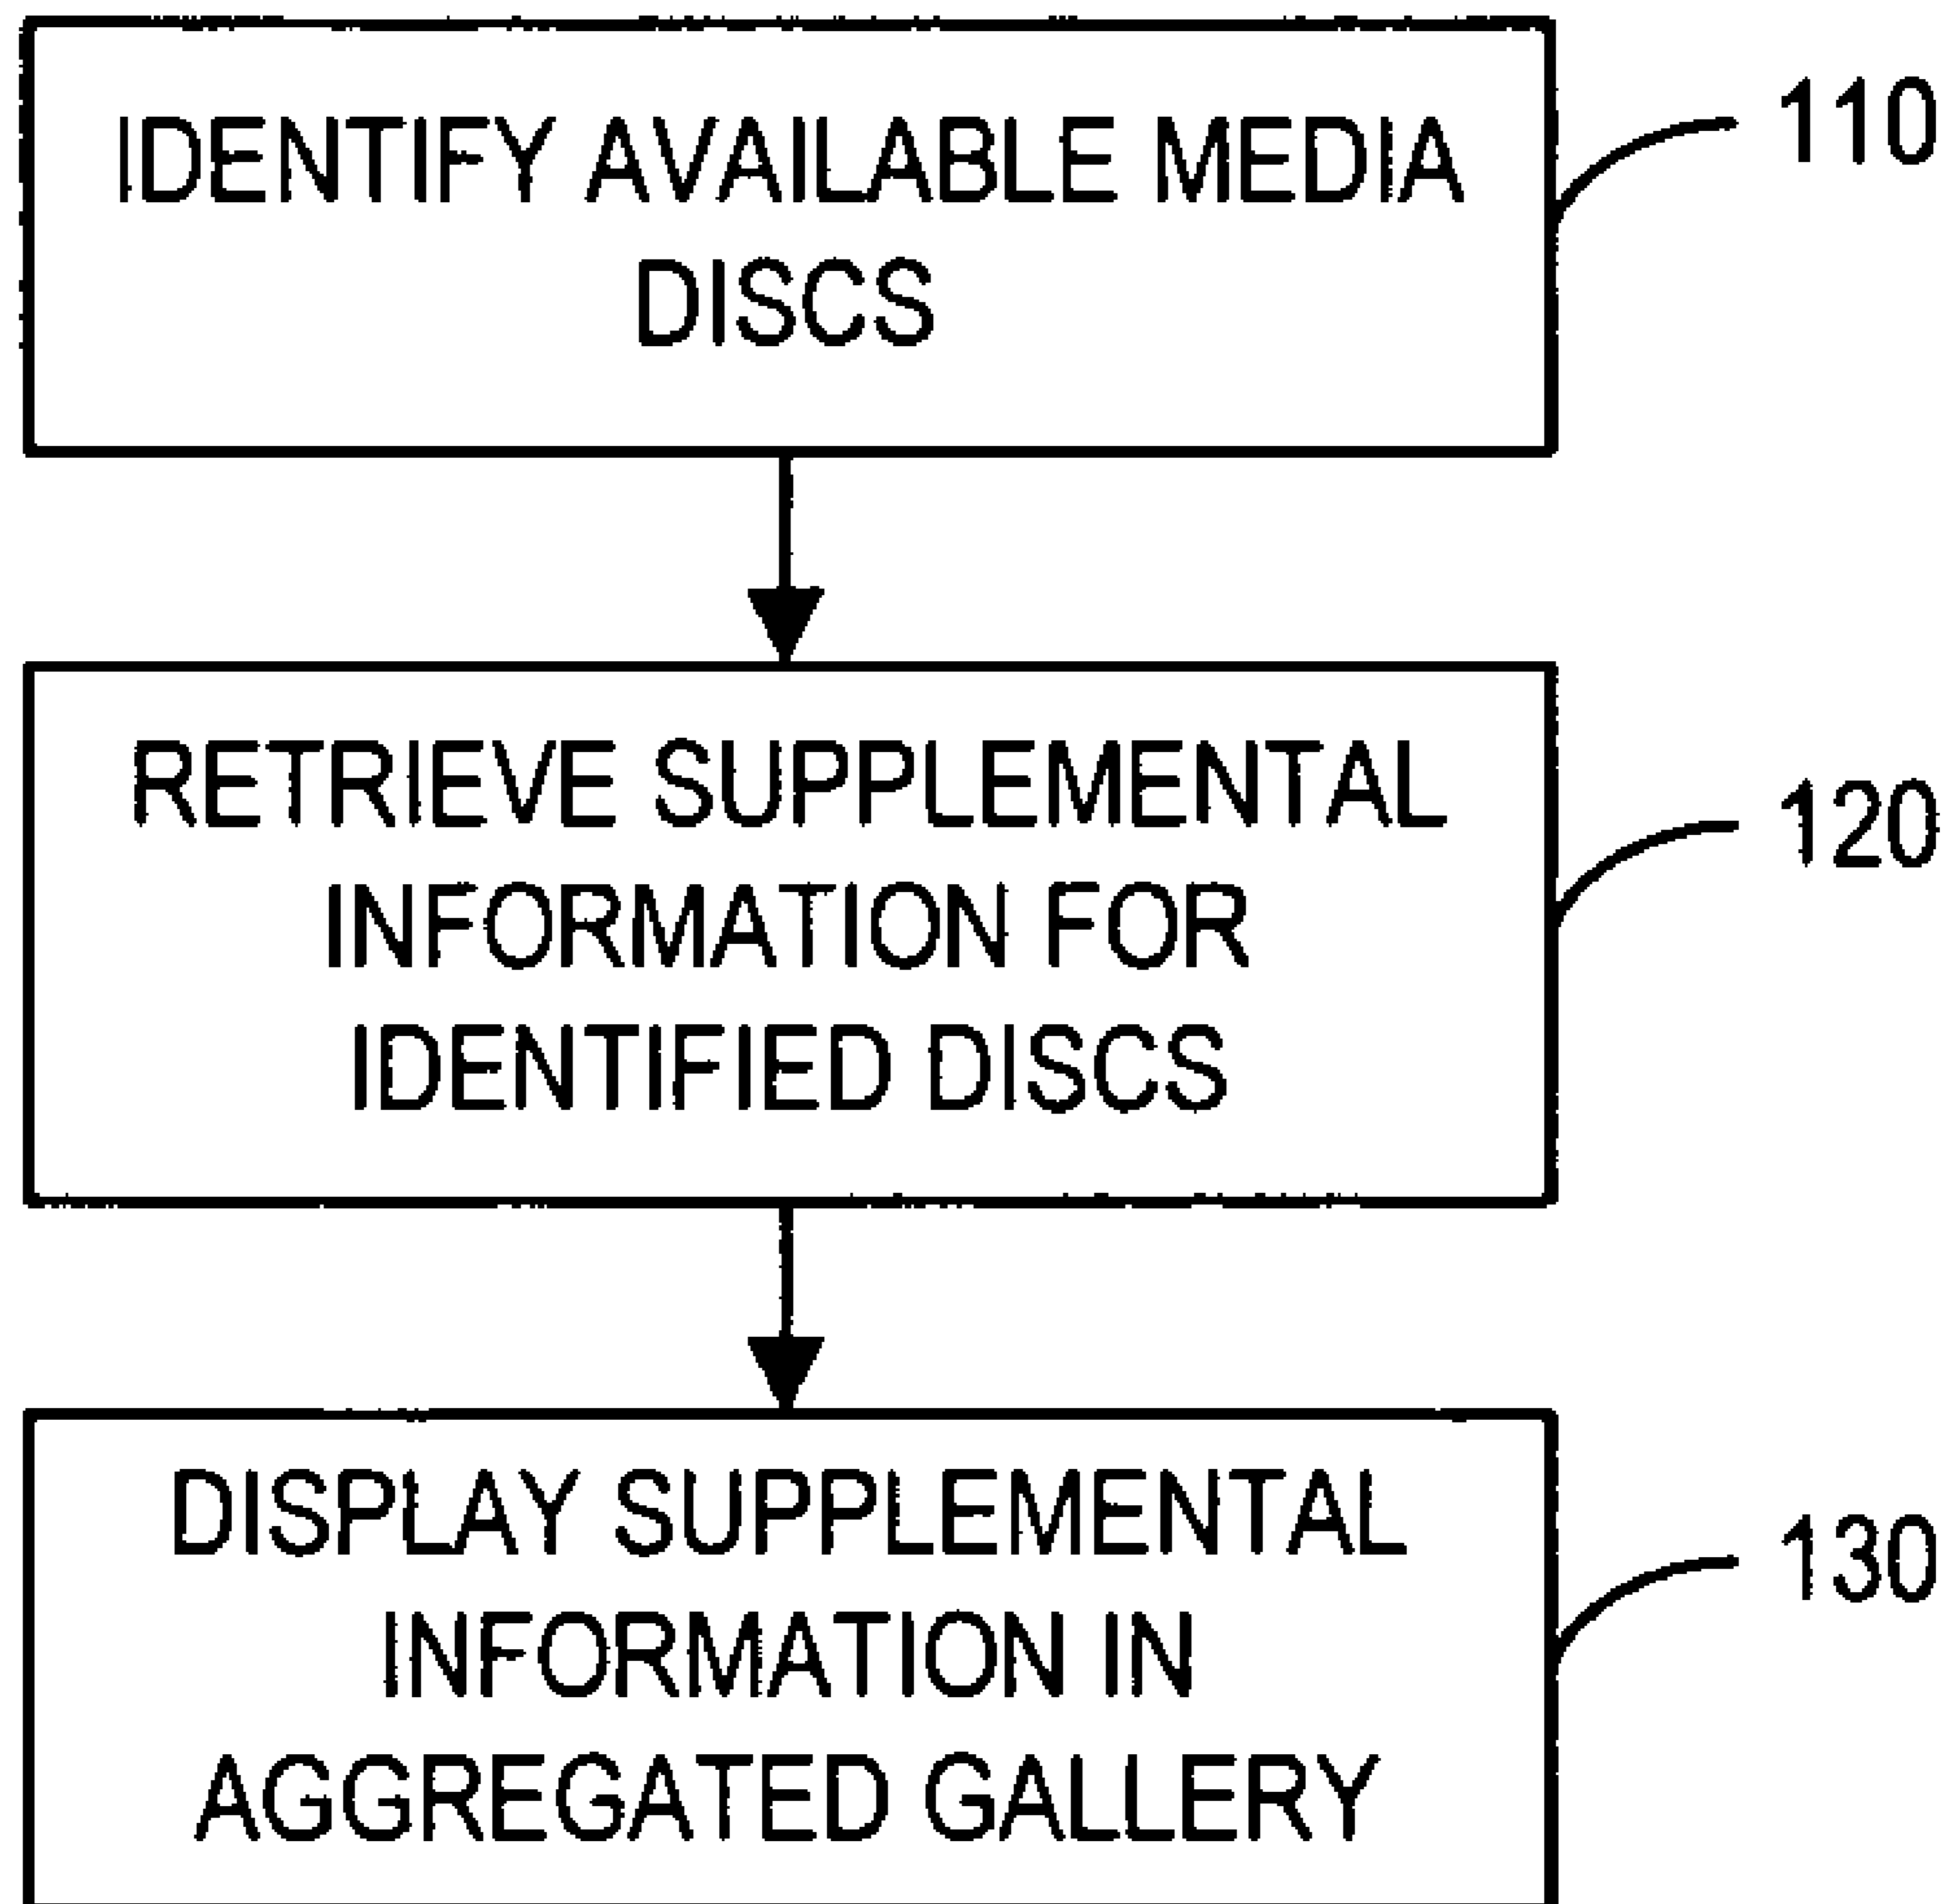 IDENTIFY AVAILABLE MEDIA
DISCS
110
RETRIEVE SUPPLEMENTAL
INFORMATION FOR
IDENTIFIED DISCS
120
DISPLAY SUPPLEMENTAL
INFORMATION IN
AGGREGATED GALLERY
130